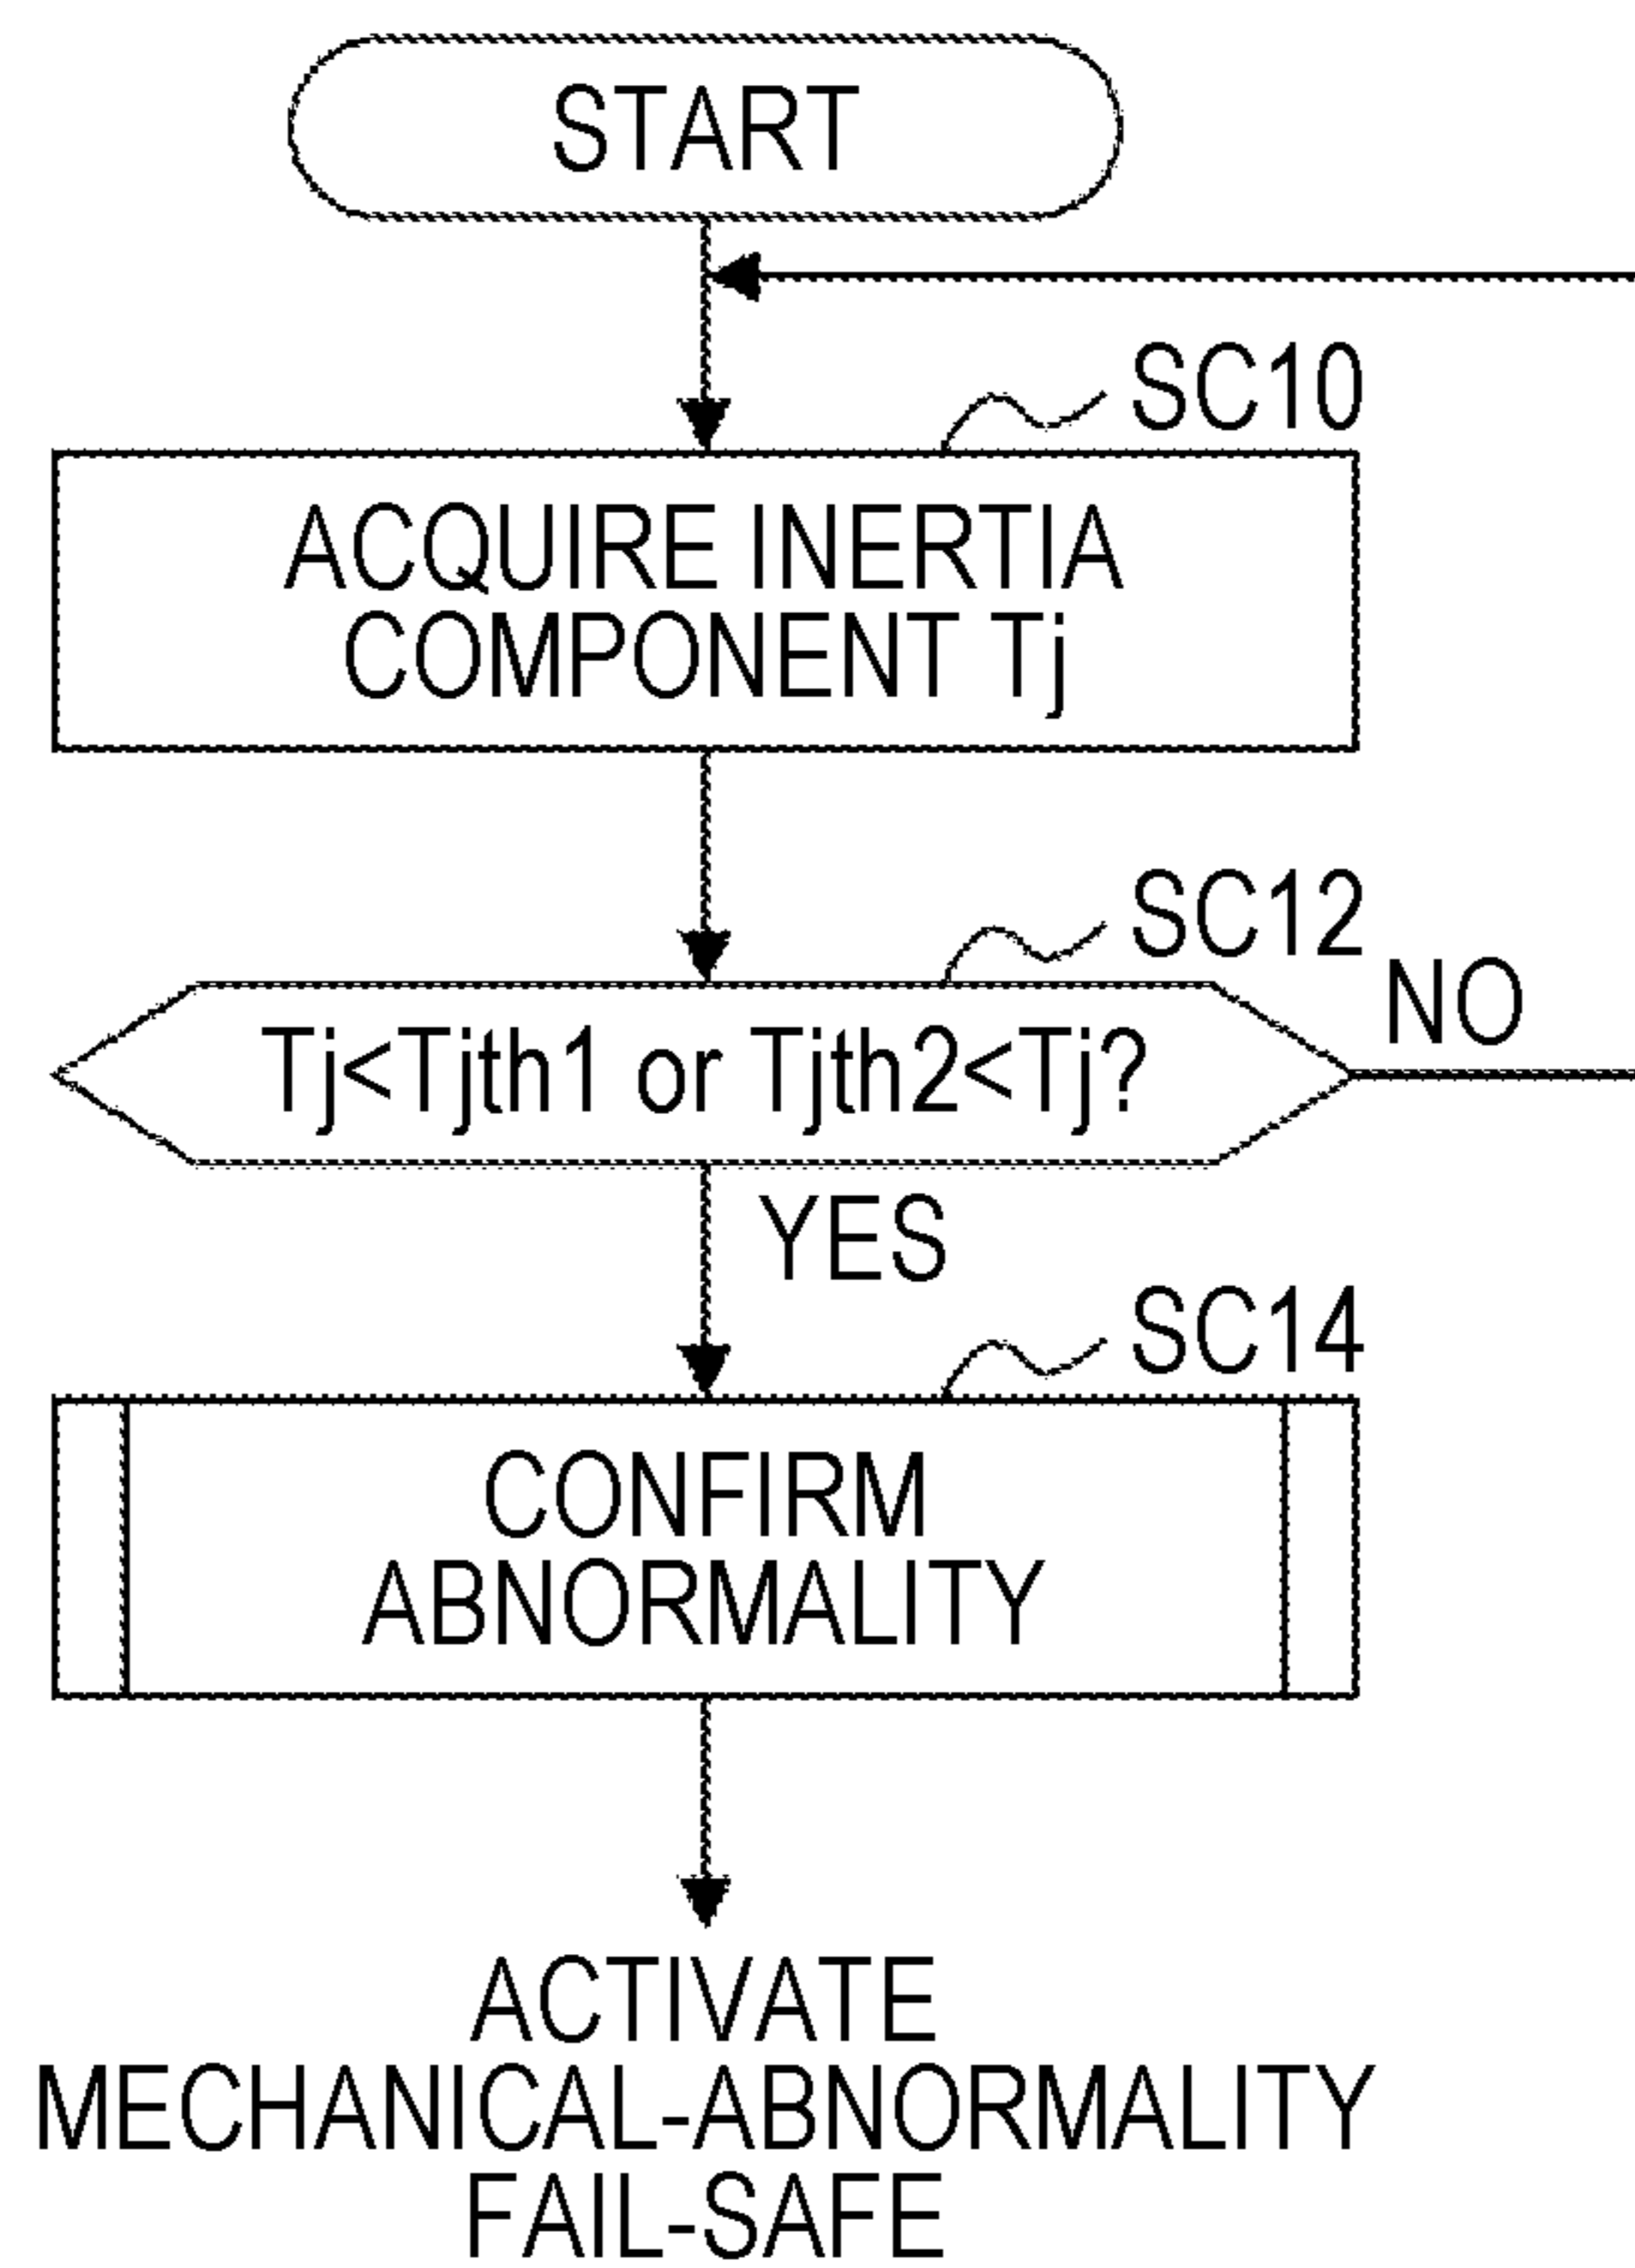 START
SC10
ACQUIRE INERTIA
COMPONENT Tj
SC12
Tj<Tjth1 or Tjth2<Tj?
NO
YES
SC14
CONFIRM
ABNORMALITY
ACTIVATE
MECHANICAL-ABNORMALITY
FAIL-SAFE